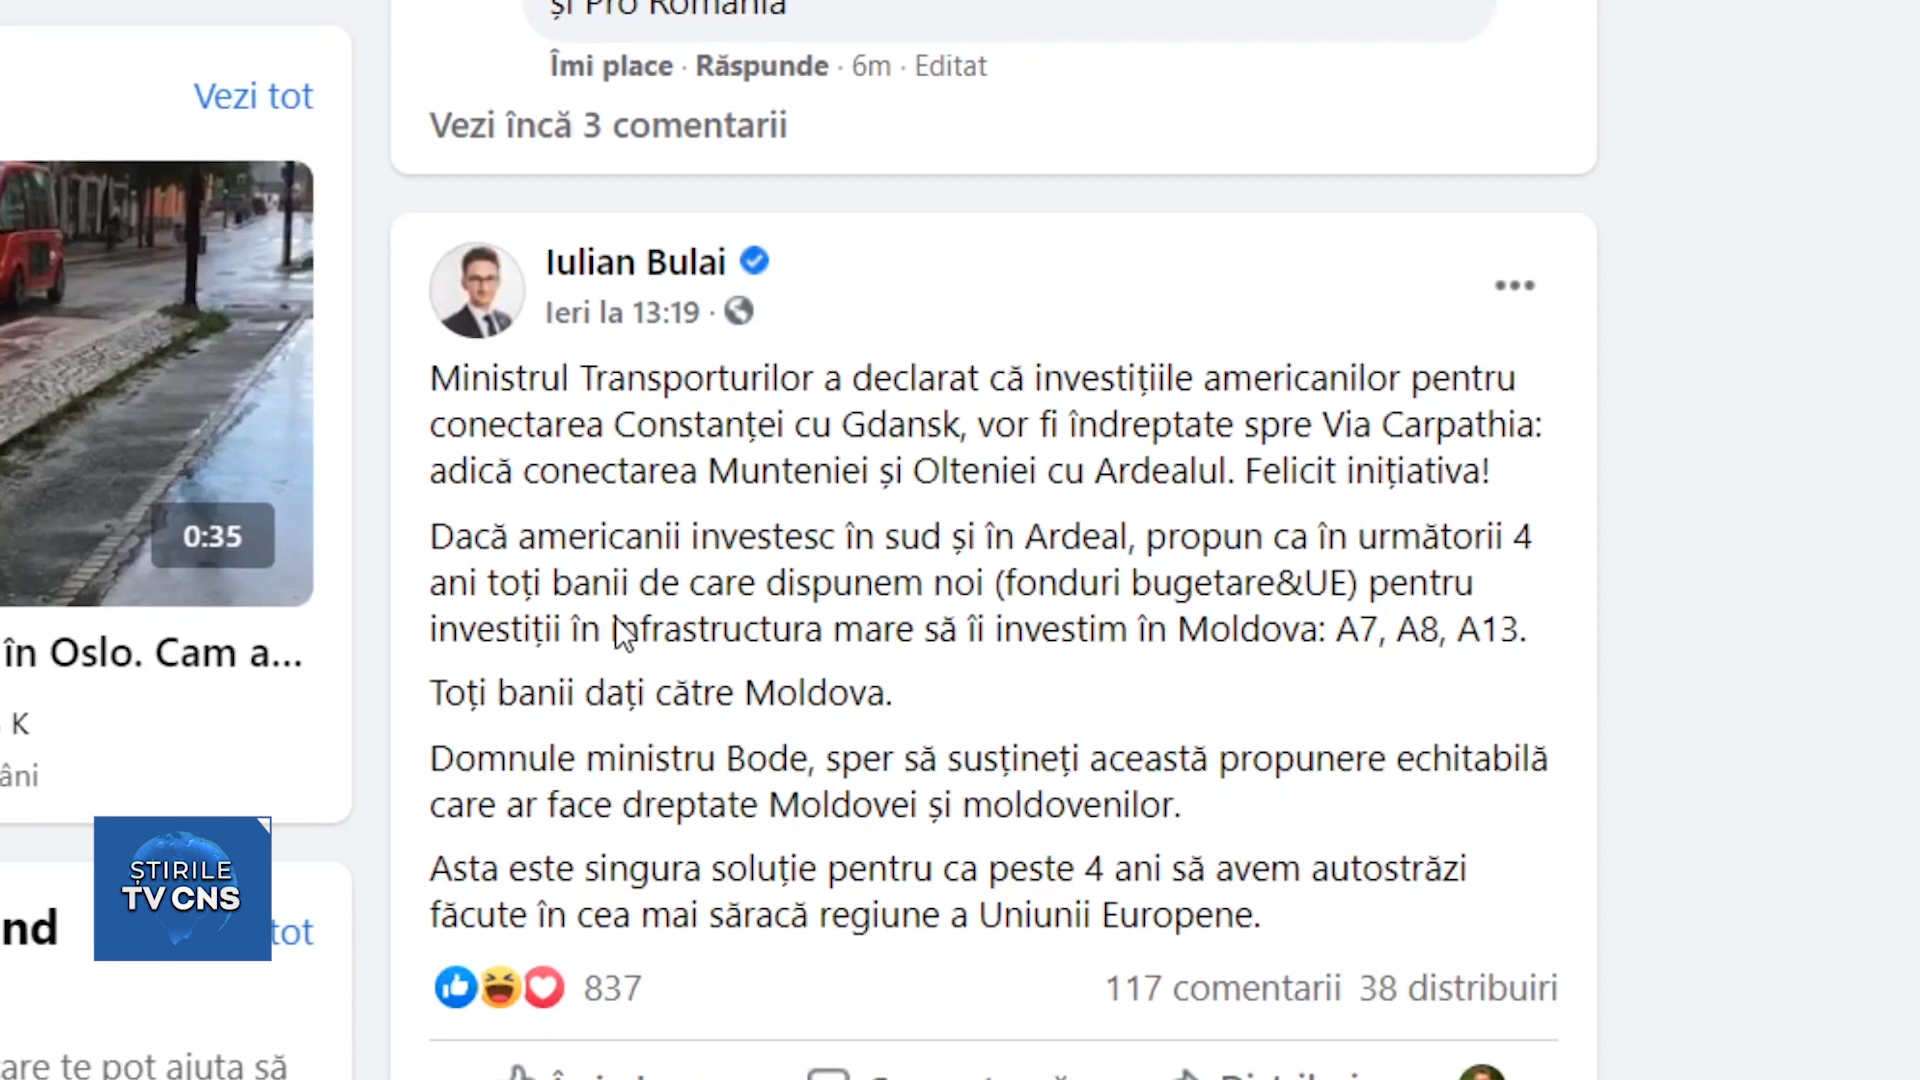 și Pro România
Îmi place · Răspunde · 6m · Editat
Vezi încă 3 comentarii
Vezi tot
0:35
în Oslo. Cam a...
K
âni
ȘTIRILE
TV CNS
nd
tot
are te pot ajuta să
Iulian Bulai
Ieri la 13:19 ·
Ministrul Transporturilor a declarat că investițiile americanilor pentru
conectarea Constanței cu Gdansk, vor fi îndreptate spre Via Carpathia:
adică conectarea Munteniei și Olteniei cu Ardealul. Felicit inițiativa!
Dacă americanii investesc în sud și în Ardeal, propun ca în următorii 4
ani toți banii de care dispunem noi (fonduri bugetare&UE) pentru
investiții în infrastructura mare să îi investim în Moldova: A7, A8, A13.
Toți banii dați către Moldova.
Domnule ministru Bode, sper să susțineți această propunere echitabilă
care ar face dreptate Moldovei și moldovenilor.
Asta este singura soluție pentru ca peste 4 ani să avem autostrăzi
făcute în cea mai săracă regiune a Uniunii Europene.
837
117 comentarii 38 distribuiri